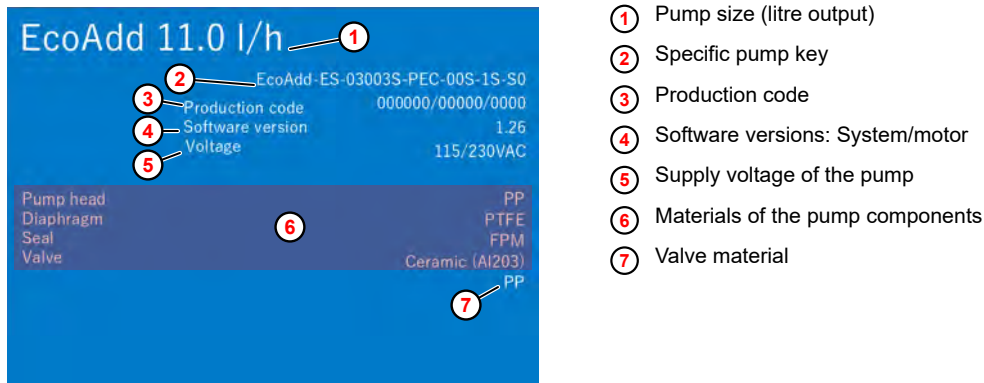 EcoAdd 11.0 l/h
1
2
EcoAdd-ES-03003S-PEC-00S-1S-S0
3
Production code 000000/00000/0000
4
Software version 1.26
5
Voltage 115/230VAC
Pump head PP
Diaphragm PTFE
6
Seal FPM
Valve Ceramic (Al203)
7
PP
1 Pump size (litre output)
2 Specific pump key
3 Production code
4 Software versions: System/motor
5 Supply voltage of the pump
6 Materials of the pump components
7 Valve material